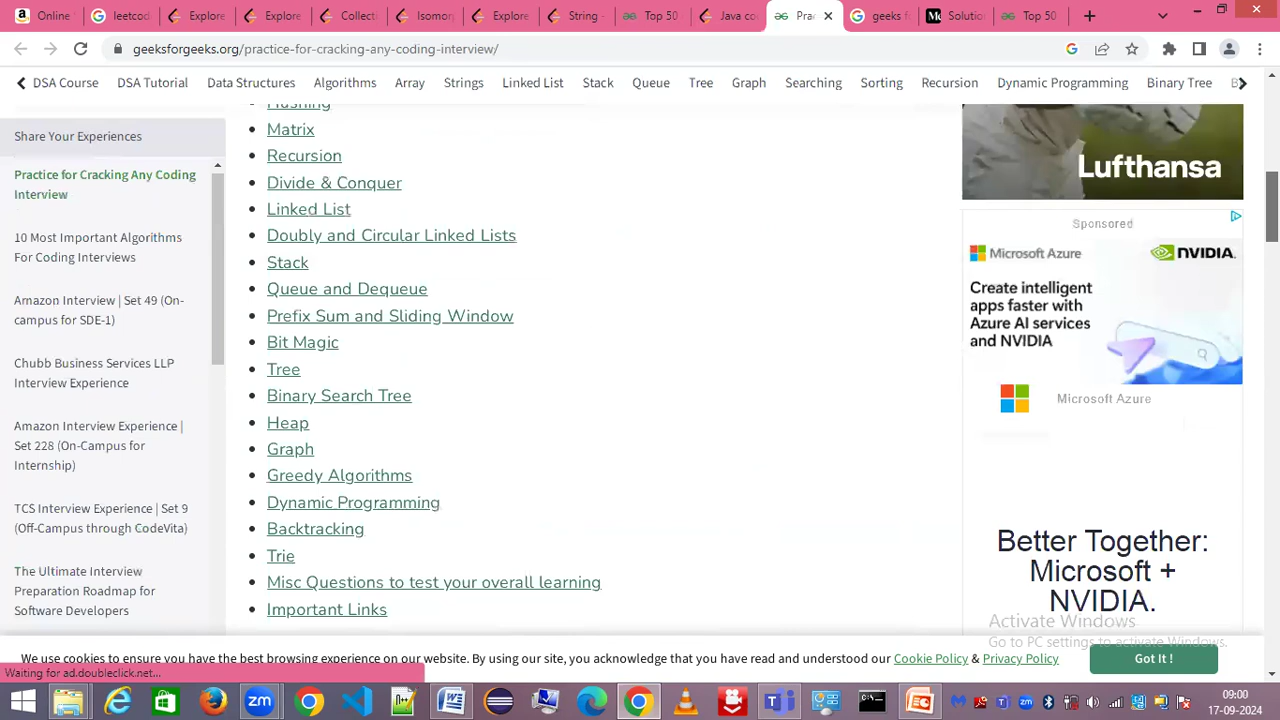 Online
leetcod
Explore
Explore
Collecti
Isomorp
Explore
String -
Top 50
Java co
Prac
geeks f
Solution
Top 50
geeksforgeeks.org/practice-for-cracking-any-coding-interview/
DSA Course
DSA Tutorial
Data Structures
Algorithms
Array
Strings
Linked List
Stack
Queue
Tree
Graph
Searching
Sorting
Recursion
Dynamic Programming
Binary Tree
Share Your Experiences
Practice for Cracking Any Coding
Interview
10 Most Important Algorithms
For Coding Interviews
Amazon Interview | Set 49 (On-
campus for SDE-1)
Chubb Business Services LLP
Interview Experience
Amazon Interview Experience |
Set 228 (On-Campus for
Internship)
TCS Interview Experience | Set 9
(Off-Campus through CodeVita)
The Ultimate Interview
Preparation Roadmap for
Software Developers
Hashing
Matrix
Recursion
Divide & Conquer
Linked List
Doubly and Circular Linked Lists
Stack
Queue and Dequeue
Prefix Sum and Sliding Window
Bit Magic
Tree
Binary Search Tree
Heap
Graph
Greedy Algorithms
Dynamic Programming
Backtracking
Trie
Misc Questions to test your overall learning
Important Links
Lufthansa
Sponsored
Microsoft Azure
NVIDIA.
Create intelligent
apps faster with
Azure AI services
and NVIDIA
Microsoft Azure
Better Together:
Microsoft +
NVIDIA.
Activate Windows
Go to PC settings to activate Windows.
We use cookies to ensure you have the best browsing experience on our website. By using our site, you acknowledge that you have read and understood our Cookie Policy & Privacy Policy
Got It !
Waiting for ad.doubleclick.net...
09:00
17-09-2024